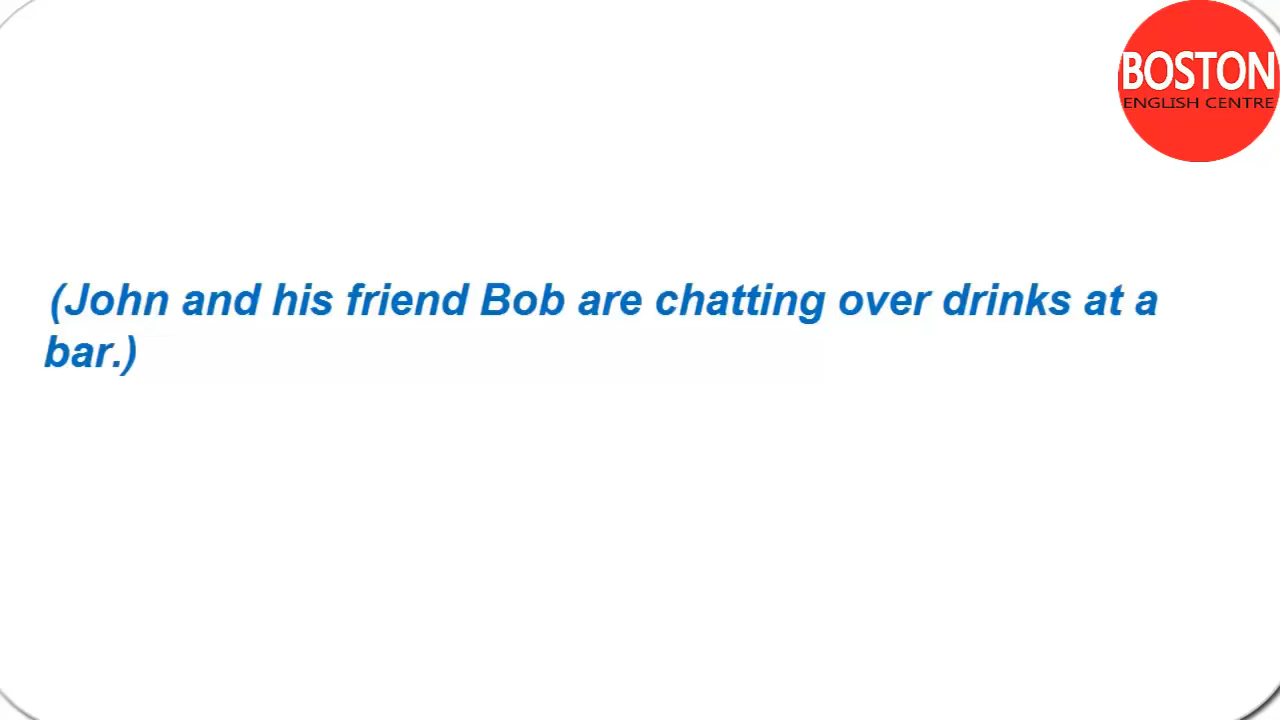 BOSTON
ENGLISH CENTRE
(John and his friend Bob are chatting over drinks at a
bar.)